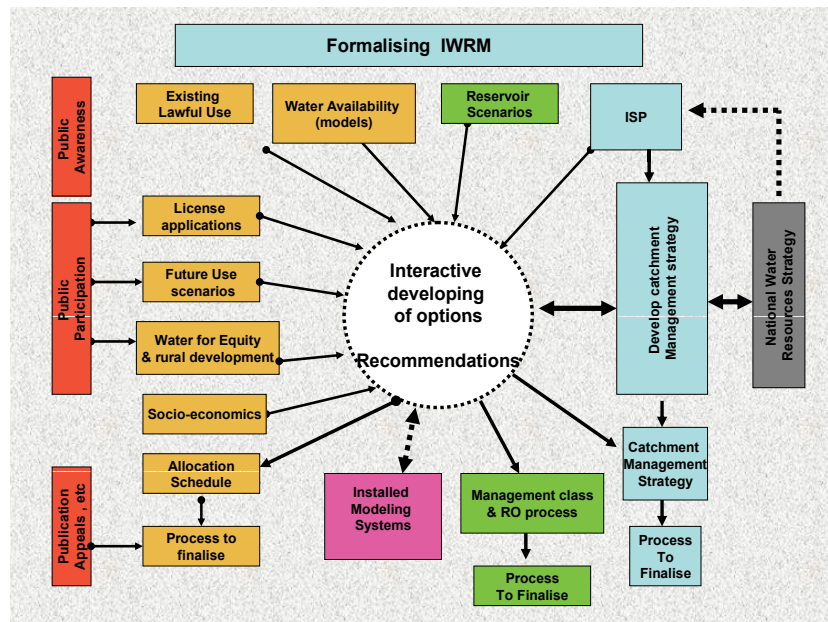 Formalising IWRM
Public
Awareness
Existing
Lawful Use
Water Availability
(models)
Reservoir
Scenarios
ISP
Public
Participation
License
applications
Future Use
scenarios
Water for Equity
& rural development
Socio-economics
Interactive
developing
of options
Recommendations
Develop catchment
Management strategy
National Water
Resources Strategy
Publication
Appeals , etc
Allocation
Schedule
Process to
finalise
Installed
Modeling
Systems
Management class
& RO process
Process
To Finalise
Catchment
Management
Strategy
Process
To
Finalise